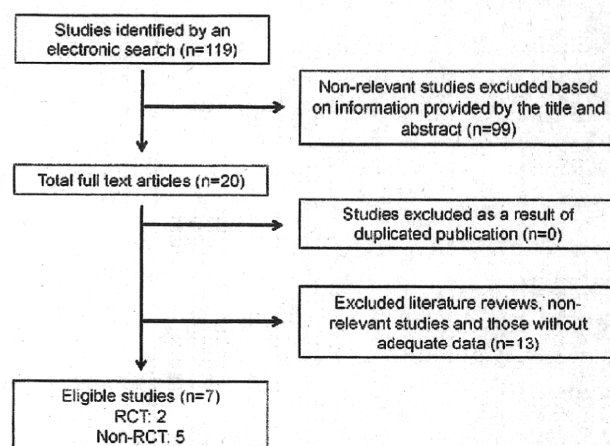 Studies identified by an
electronic search (n=119)
Non-relevant studies excluded based
on information provided by the title and
abstract (n=99)
Total full text articles (n=20)
Studies excluded as a result of
duplicated publication (n=0)
Excluded literature reviews, non-
relevant studies and those without
adequate data (n=13)
Eligible studies (n=7)
RCT: 2
Non-RCT: 5